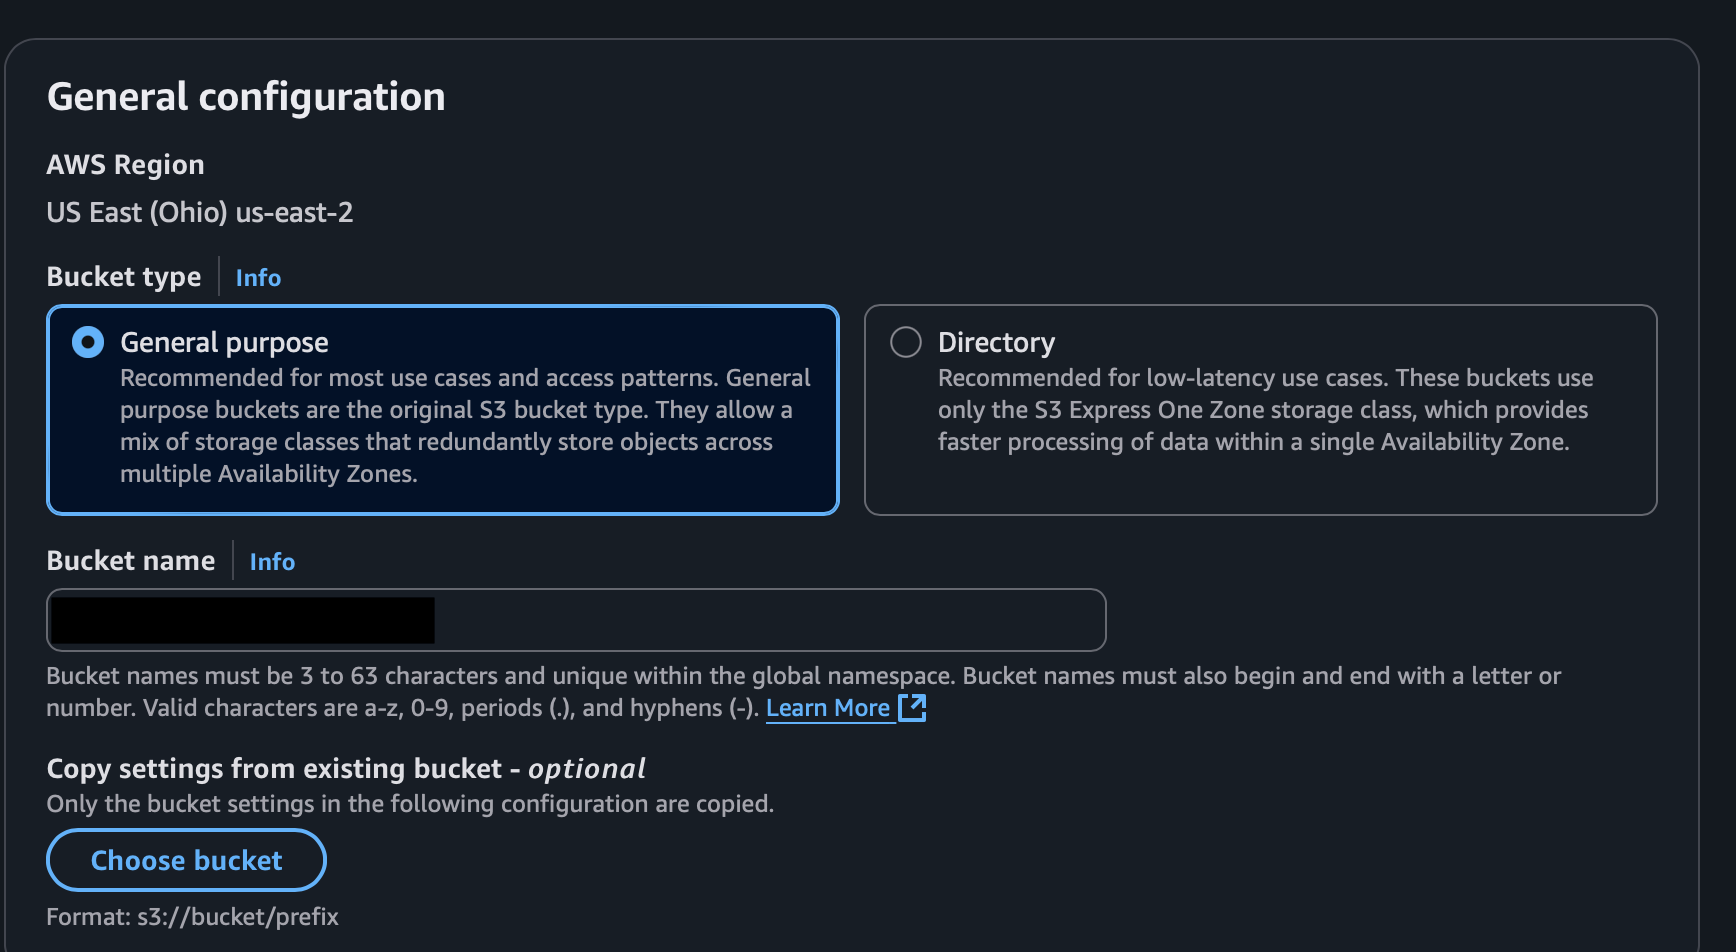 General configuration
AWS Region
US East (Ohio) us-east-2
Bucket type Info
General purpose
Recommended for most use cases and access patterns. General
purpose buckets are the original S3 bucket type. They allow a
mix of storage classes that redundantly store objects across
multiple Availability Zones.
Directory
Recommended for low-latency use cases. These buckets use
only the S3 Express One Zone storage class, which provides
faster processing of data within a single Availability Zone.
Bucket name Info
Bucket names must be 3 to 63 characters and unique within the global namespace. Bucket names must also begin and end with a letter or
number. Valid characters are a-z, 0-9, periods (.), and hyphens (-). Learn More
Copy settings from existing bucket - optional
Only the bucket settings in the following configuration are copied.
Choose bucket
Format: s3://bucket/prefix